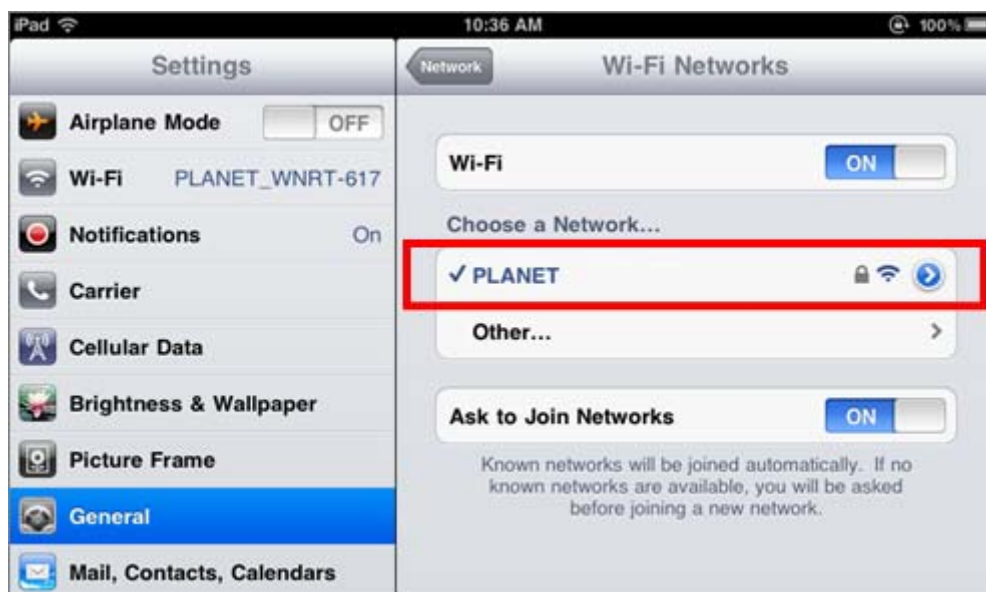 iPad 10:36 AM 100%
Settings
Airplane Mode OFF
Wi-Fi PLANET_WNRT-617
Notifications On
Carrier
Cellular Data
Brightness & Wallpaper
Picture Frame
General
Mail, Contacts, Calendars
Network Wi-Fi Networks
Wi-Fi ON
Choose a Network...
✓ PLANET
Other...
Ask to Join Networks ON
Known networks will be joined automatically. If no
known networks are available, you will be asked
before joining a new network.